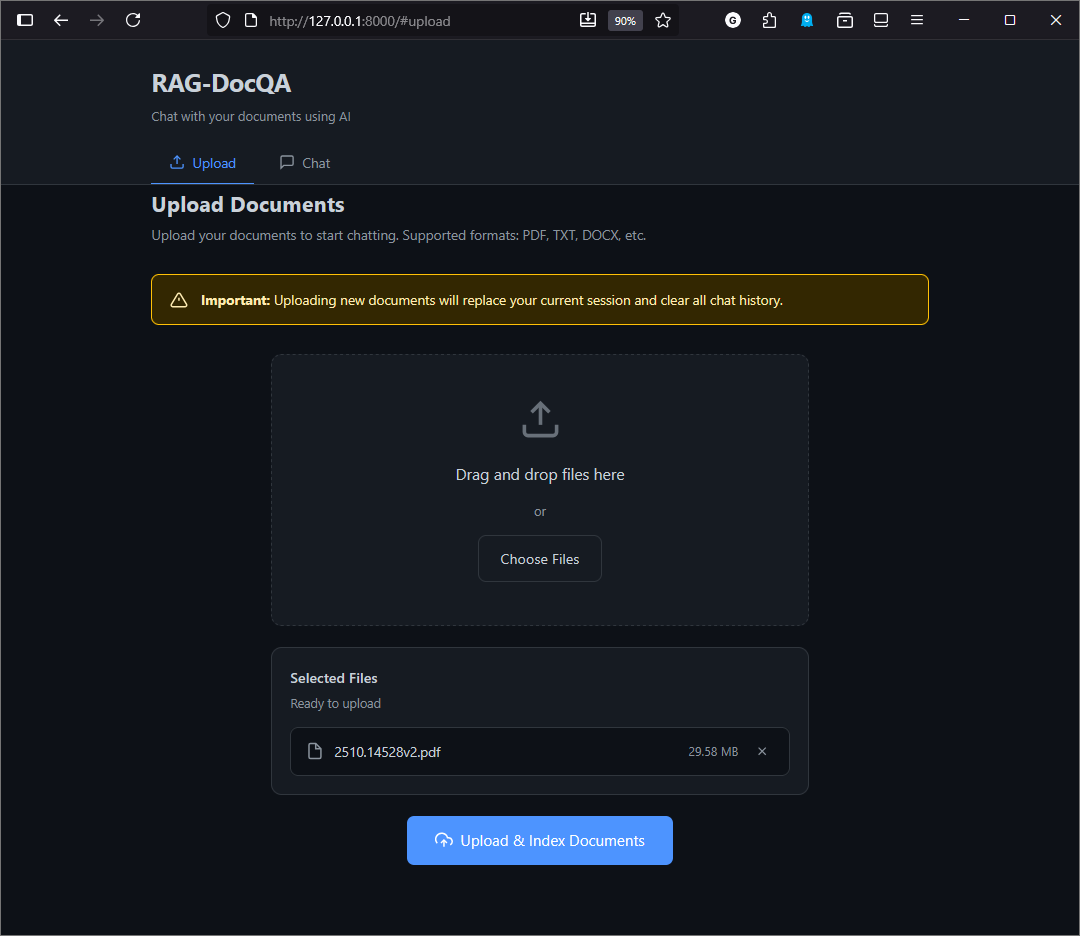 http://127.0.0.1:8000/#upload
90%
G
RAG-DocQA
Chat with your documents using AI
Upload
Chat
Upload Documents
Upload your documents to start chatting. Supported formats: PDF, TXT, DOCX, etc.
Important: Uploading new documents will replace your current session and clear all chat history.
Drag and drop files here
or
Choose Files
Selected Files
Ready to upload
2510.14528v2.pdf 29.58 MB
Upload & Index Documents